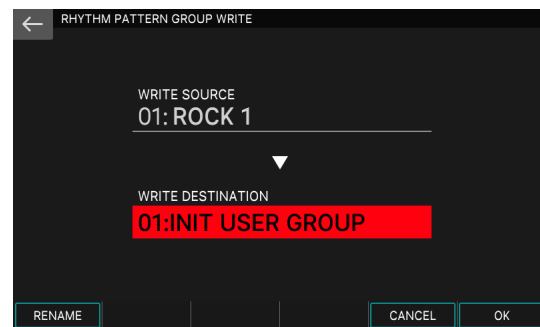 RHYTHM PATTERN GROUP WRITE
WRITE SOURCE
01: ROCK 1
WRITE DESTINATION
01:INIT USER GROUP
RENAME CANCEL OK